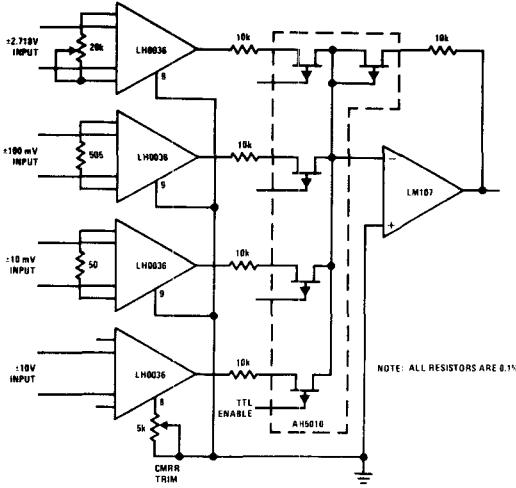 10k
10k
±2.718V
INPUT
20k
LH0036
8
10k
±100 mV
INPUT
505
LH0036
9
LM107
10k
±10 mV
INPUT
50
LH0036
9
10k
±10V
INPUT
LH0036
8
NOTE: ALL RESISTORS ARE 0.1%
TTL
ENABLE
AH5010
5k
CMRR
TRIM